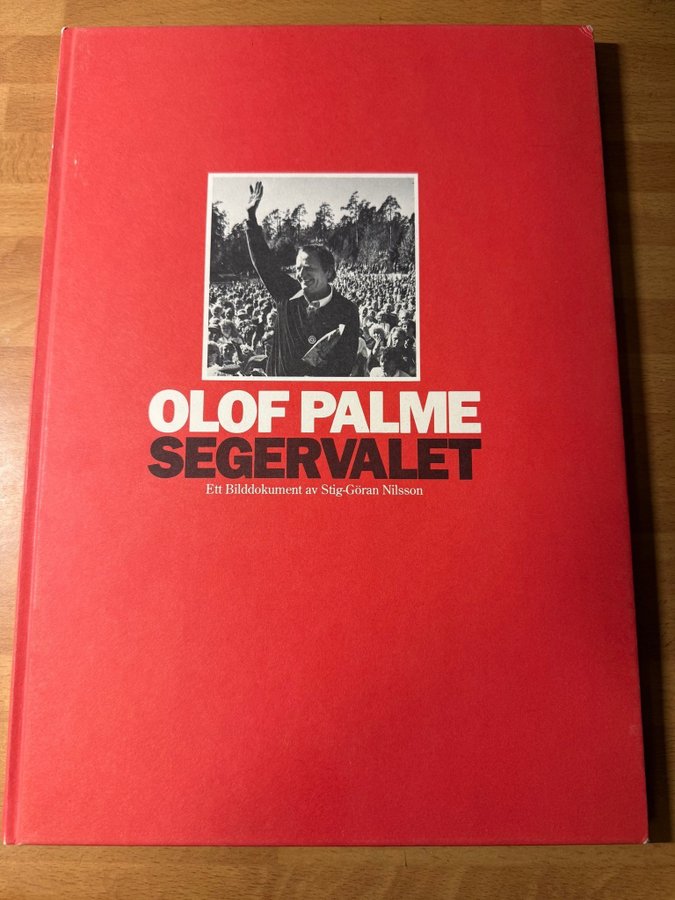 OLOF PALME
SEGERVALET
Ett Bilddokument av Stig-Göran Nilsson